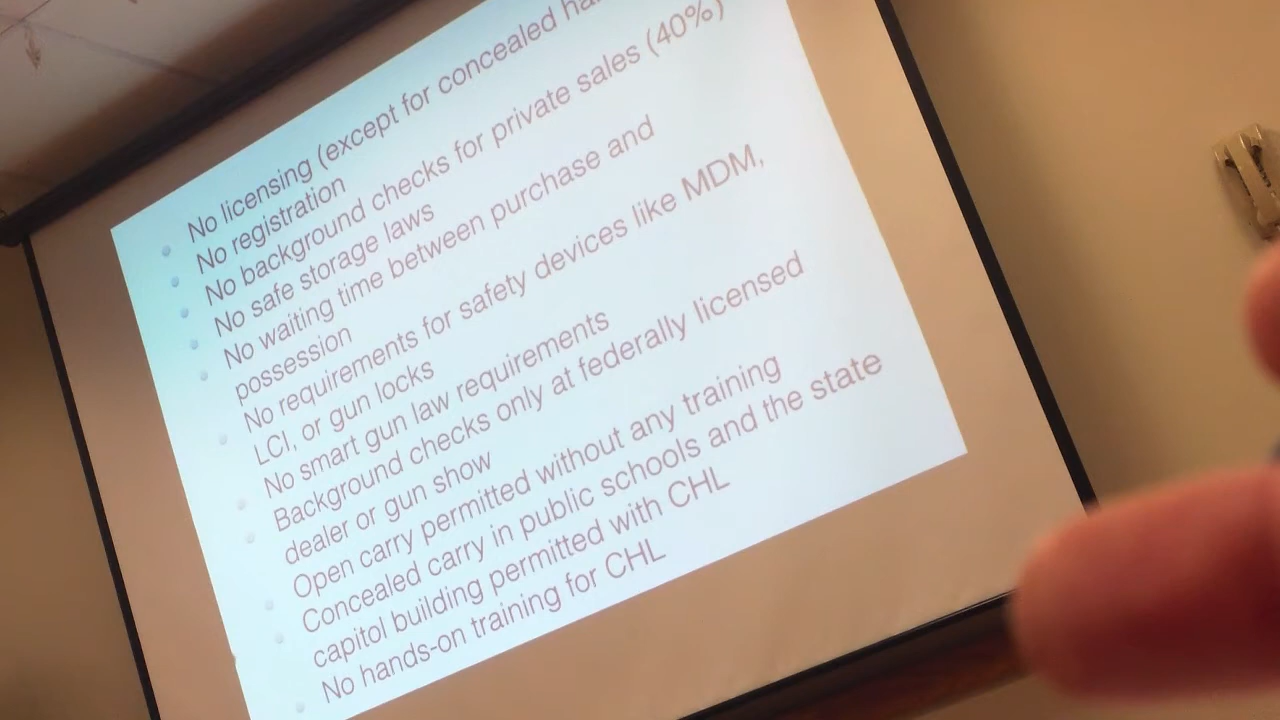 No licensing (except for concealed
No registration
No background checks for private sales (40%)
No safe storage laws
No waiting time between purchase and
possession
No requirements for safety devices like MDM,
LCI, or gun locks
No smart gun law requirements
Background checks only at federally licensed
dealer or gun show
Open carry permitted without any training
Concealed carry in public schools and the state
capitol building permitted with CHL
No hands-on training for CHL